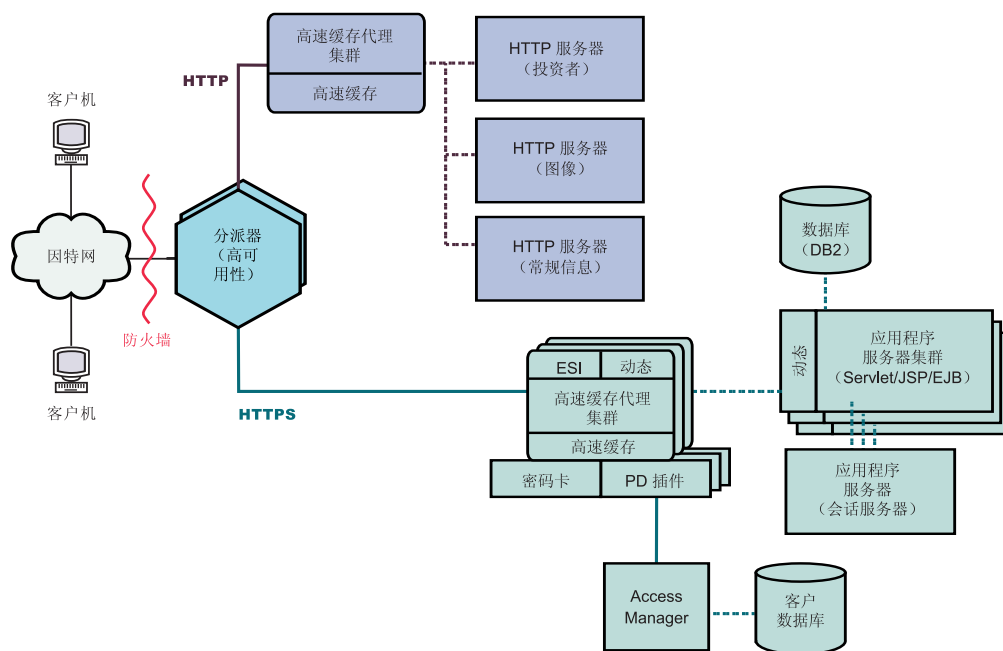 高速缓存代理
集群
高速缓存
HTTP 服务器
（投资者）
HTTP
客户机
HTTP 服务器
（图像）
分派器
（高可
用性）
因特网
HTTP 服务器
（常规信息）
数据库
（DB2）
防火墙
客户机
HTTPS
ESI
动态
高速缓存代理
集群
高速缓存
密码卡
PD 插件
动态
应用程序
服务器集群
（Servlet/JSP/EJB）
应用程序
服务器
（会话服务器）
Access
Manager
客户
数据库